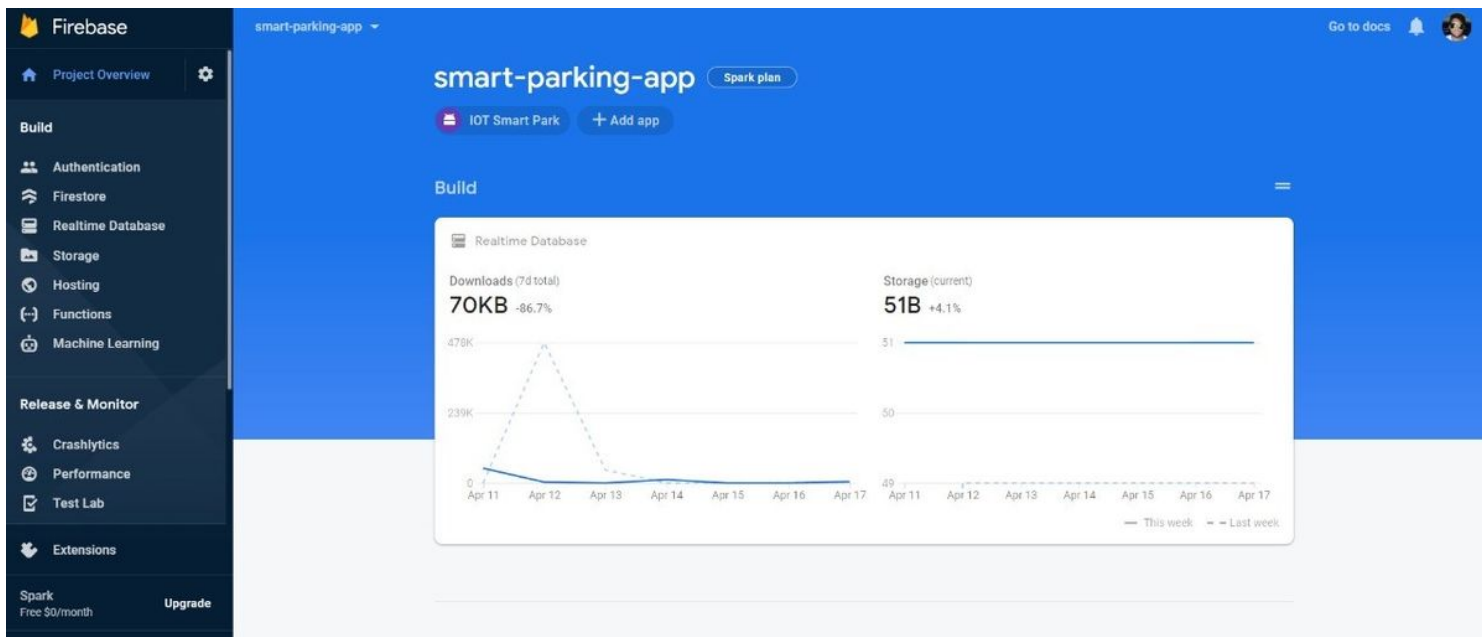 Firebase
smart-parking-app
Go to docs
Project Overview
Build
Authentication
Firestore
Realtime Database
Storage
Hosting
Functions
Machine Learning
Release & Monitor
Crashlytics
Performance
Test Lab
Extensions
Spark
Free $0/month
Upgrade
smart-parking-app Spark plan
IOT Smart Park + Add app
Build
Realtime Database
Downloads (7d total)
70KB -86.7%
478K
239K
0
Apr 11 Apr 12 Apr 13 Apr 14 Apr 15 Apr 16 Apr 17
Storage (current)
51B +4.1%
51
50
49
Apr 11 Apr 12 Apr 13 Apr 14 Apr 15 Apr 16 Apr 17
This week Last week